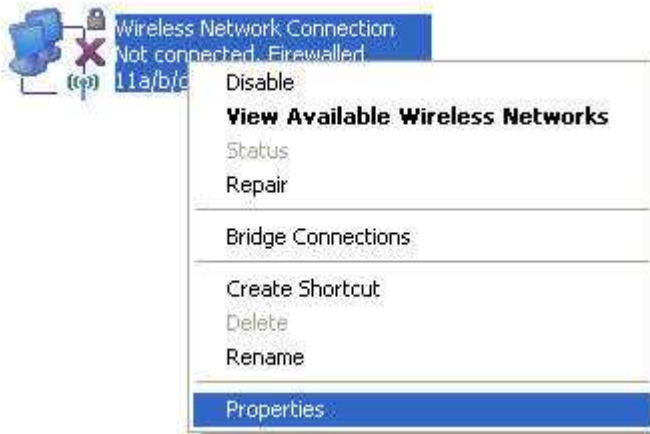 Wireless Network Connection
Not connected, Firewalled
11a/b/
Disable
View Available Wireless Networks
Status
Repair
Bridge Connections
Create Shortcut
Delete
Rename
Properties